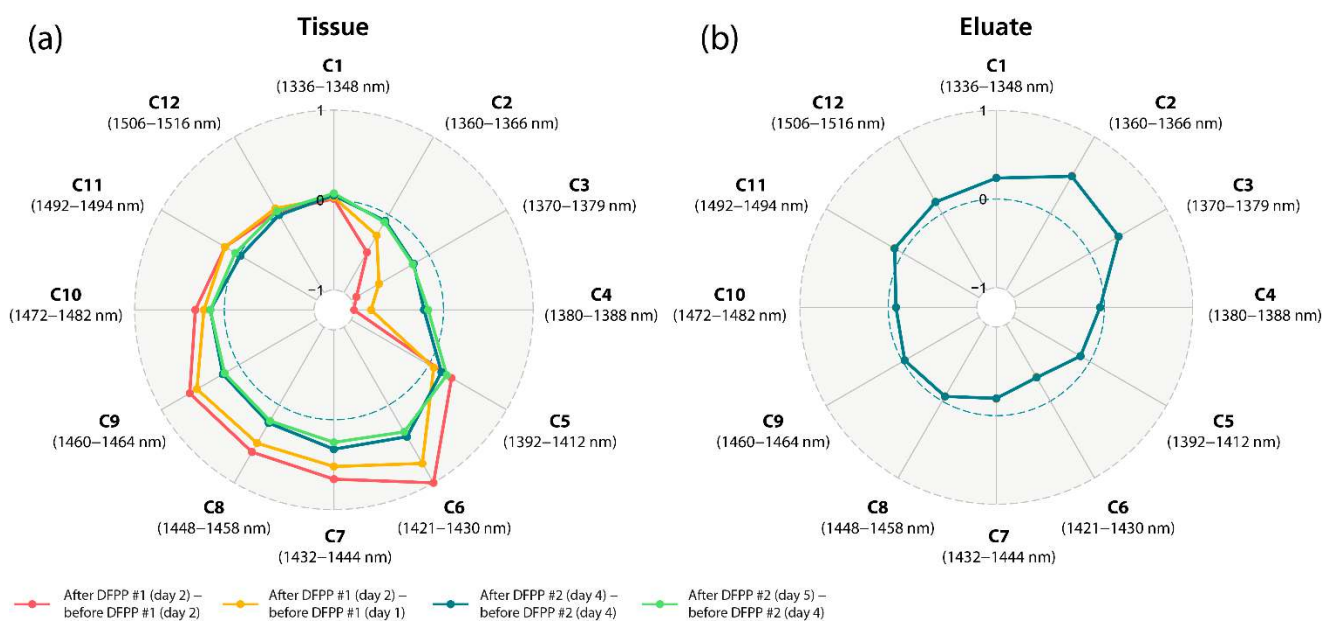 (a)
Tissue
C1
(1336–1348 nm)
C2
(1360–1366 nm)
C3
(1370–1379 nm)
C4
(1380–1388 nm)
C5
(1392–1412 nm)
C6
(1421–1430 nm)
C7
(1432–1444 nm)
C8
(1448–1458 nm)
C9
(1460–1464 nm)
C10
(1472–1482 nm)
C11
(1492–1494 nm)
C12
(1506–1516 nm)
1
0
−1
(b)
Eluate
C1
(1336–1348 nm)
C2
(1360–1366 nm)
C3
(1370–1379 nm)
C4
(1380–1388 nm)
C5
(1392–1412 nm)
C6
(1421–1430 nm)
C7
(1432–1444 nm)
C8
(1448–1458 nm)
C9
(1460–1464 nm)
C10
(1472–1482 nm)
C11
(1492–1494 nm)
C12
(1506–1516 nm)
1
0
−1
After DFPP #1 (day 2) –
before DFPP #1 (day 2)
After DFPP #1 (day 2) –
before DFPP #1 (day 1)
After DFPP #2 (day 4) –
before DFPP #2 (day 4)
After DFPP #2 (day 5) –
before DFPP #2 (day 4)